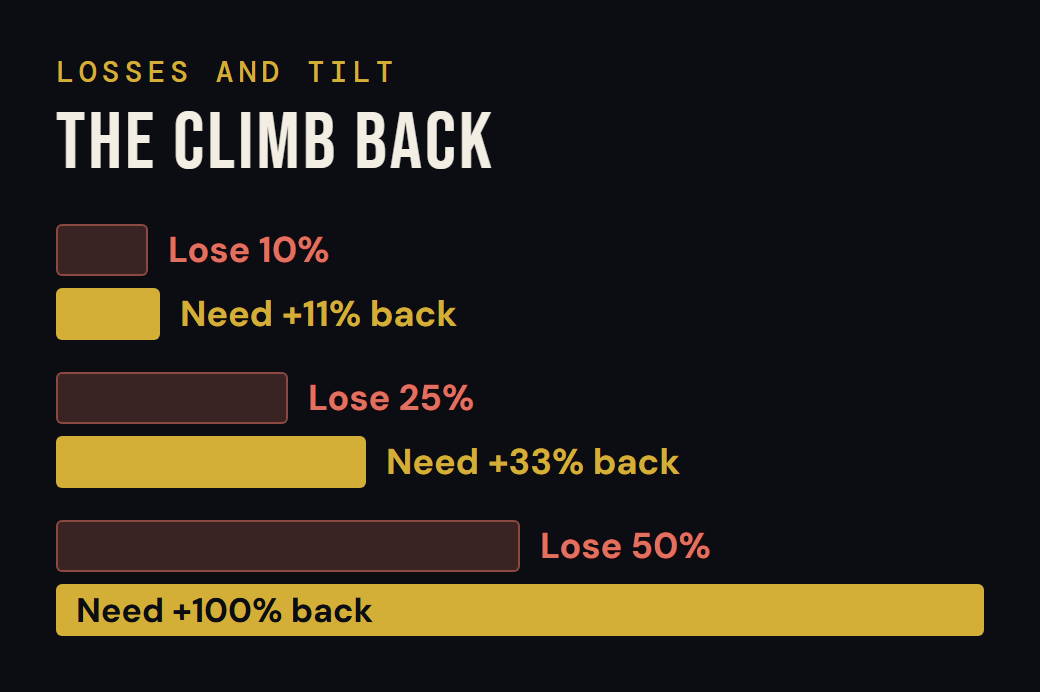 LOSSES AND TILT
THE CLIMB BACK
Lose 10%
Need +11% back
Lose 25%
Need +33% back
Lose 50%
Need +100% back